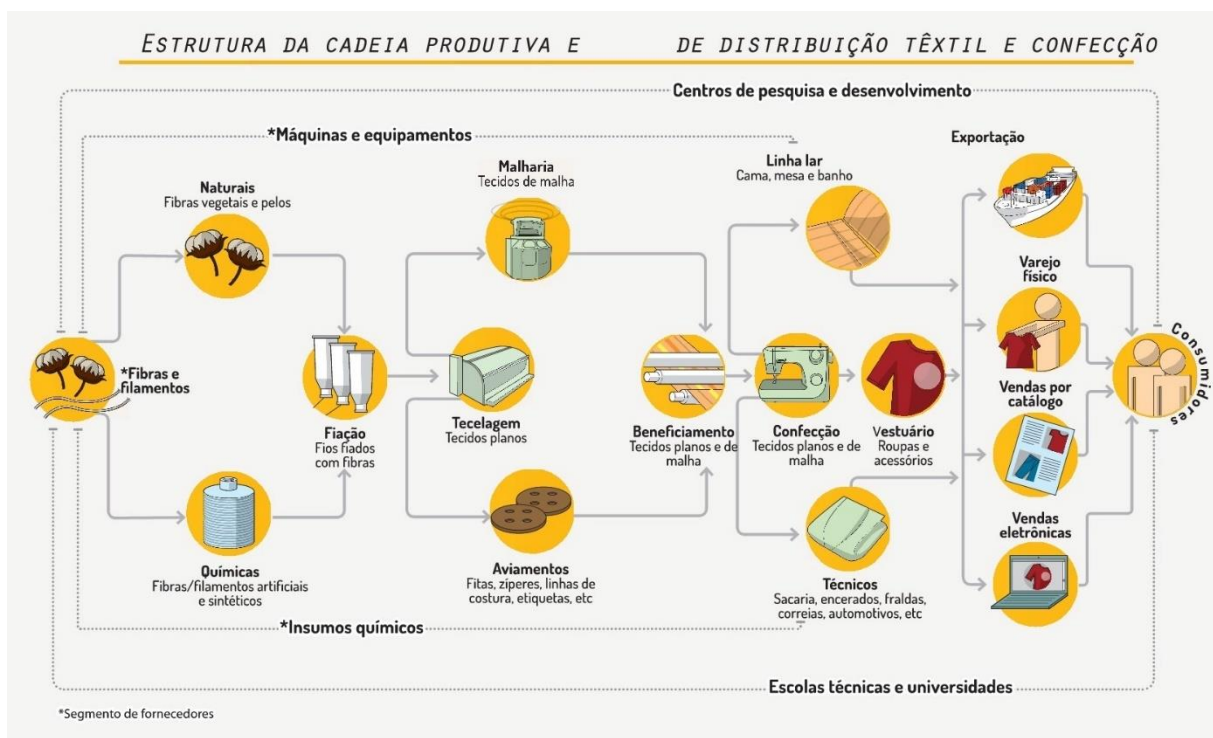 ESTRUTURA DA CADEIA PRODUTIVA E DE DISTRIBUIÇÃO TÊXTIL E CONFECÇÃO
Centros de pesquisa e desenvolvimento
*Máquinas e equipamentos
Naturais
Fibras vegetais e pelos
Malharia
Tecidos de malha
Linha lar
Cama, mesa e banho
Exportação
*Fibras e
filamentos
Fiação
Fios fiados
com fibras
Tecelagem
Tecidos planos
Beneficiamento
Tecidos planos e de
malha
Confecção
Tecidos planos e de
malha
Vestuário
Roupas e
acessórios
Varejo
físico
Vendas por
catálogo
Consumidores
Químicas
Fibras/filamentos artificiais
e sintéticos
Aviamentos
Fitas, zíperes, linhas de
costura, etiquetas, etc
Técnicos
Sacaria, encerados, fraldas,
correias, automotivos, etc
Vendas
eletrônicas
*Insumos químicos
Escolas técnicas e universidades
*Segmento de fornecedores